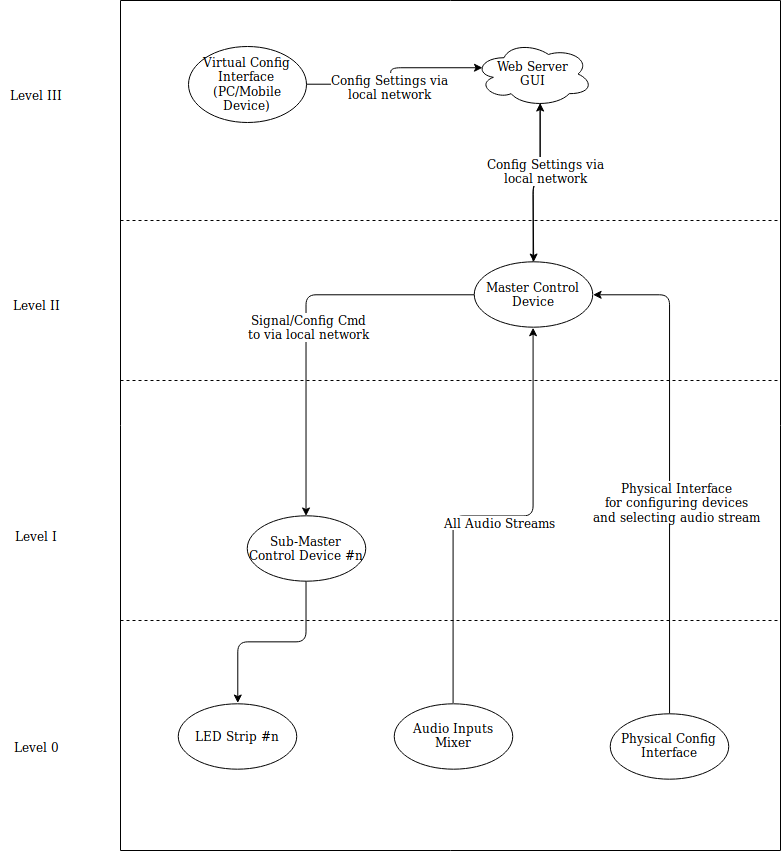 Virtual Config
Interface
(PC/Mobile
Device)
Config Settings via
local network
Web Server
GUI
Level III
Config Settings via
local network
Level II
Master Control
Device
Signal/Config Cmd
to via local network
Physical Interface
for configuring devices
and selecting audio stream
All Audio Streams
Level I
Sub-Master
Control Device #n
Level 0
LED Strip #n
Audio Inputs
Mixer
Physical Config
Interface